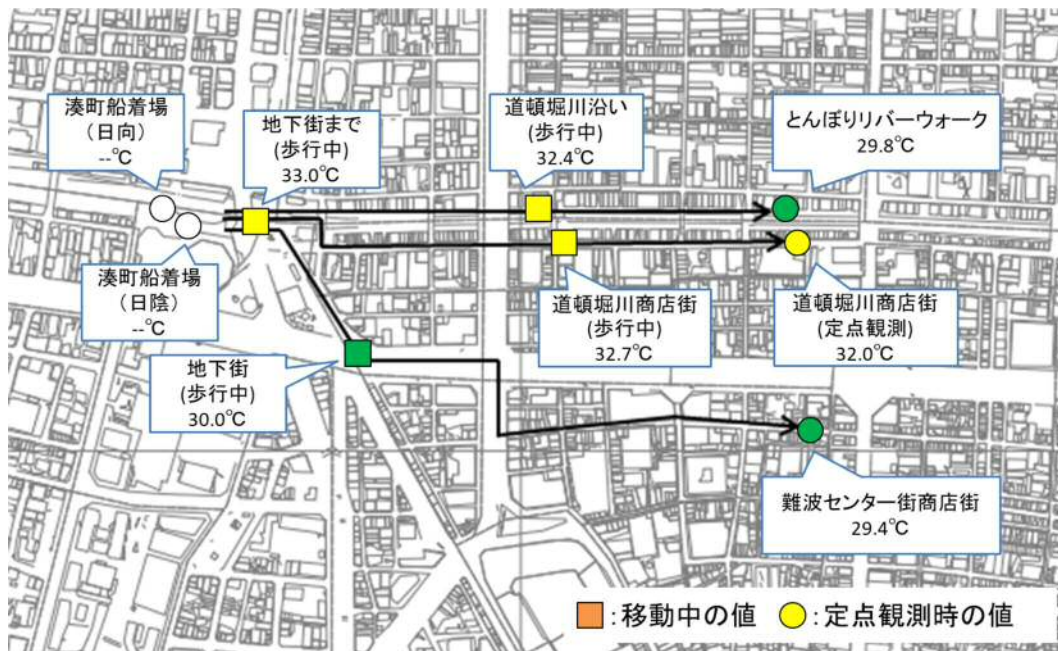 湊町船着場
（日向）
--℃
地下街まで
(歩行中)
33.0℃
道頓堀川沿い
(歩行中)
32.4℃
とんぼりリバーウォーク
29.8℃
湊町船着場
（日陰）
--℃
地下街
(歩行中)
30.0℃
道頓堀川商店街
(歩行中)
32.7℃
道頓堀川商店街
(定点観測)
32.0℃
難波センター街商店街
29.4℃
:移動中の値
:定点観測時の値